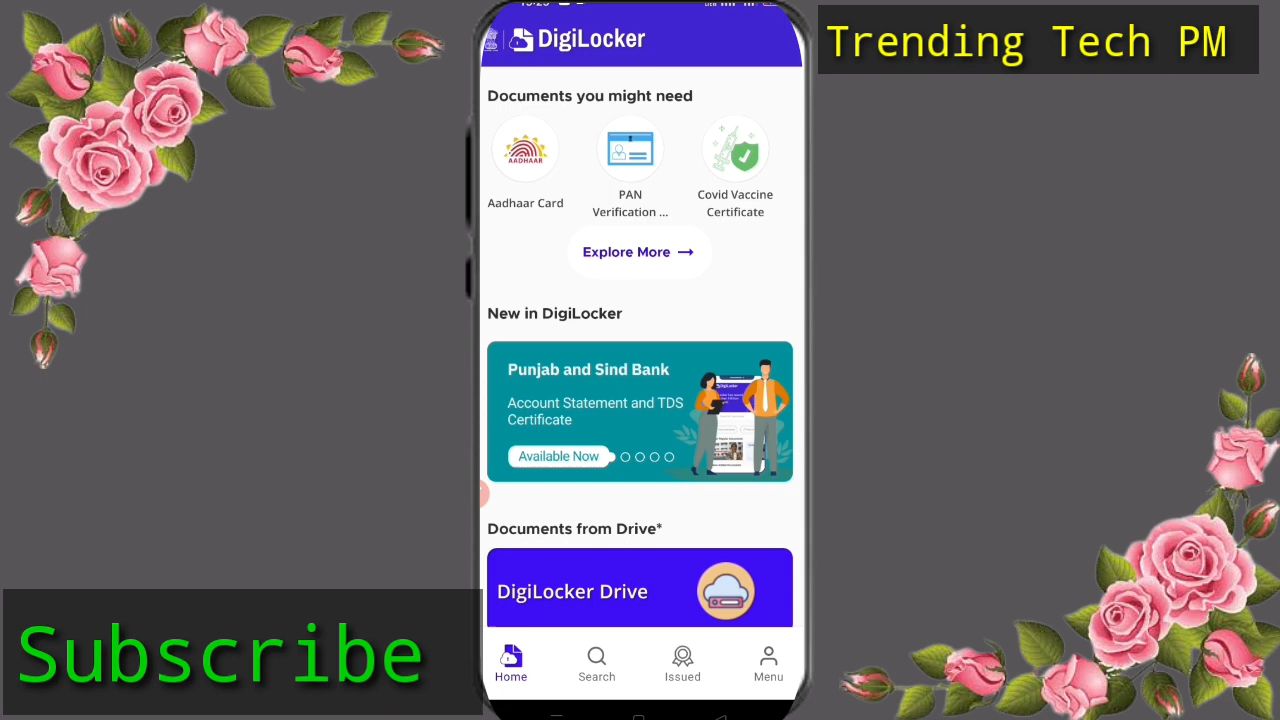 Trending Tech PM
DigiLocker
Documents you might need
AADHAAR
Aadhaar Card
PAN
Verification ...
Covid Vaccine
Certificate
Explore More →
New in DigiLocker
Punjab and Sind Bank
Account Statement and TDS
Certificate
Available Now
DigiLocker
Documents from Drive*
DigiLocker Drive
Home
Search
Issued
Menu
Subscribe